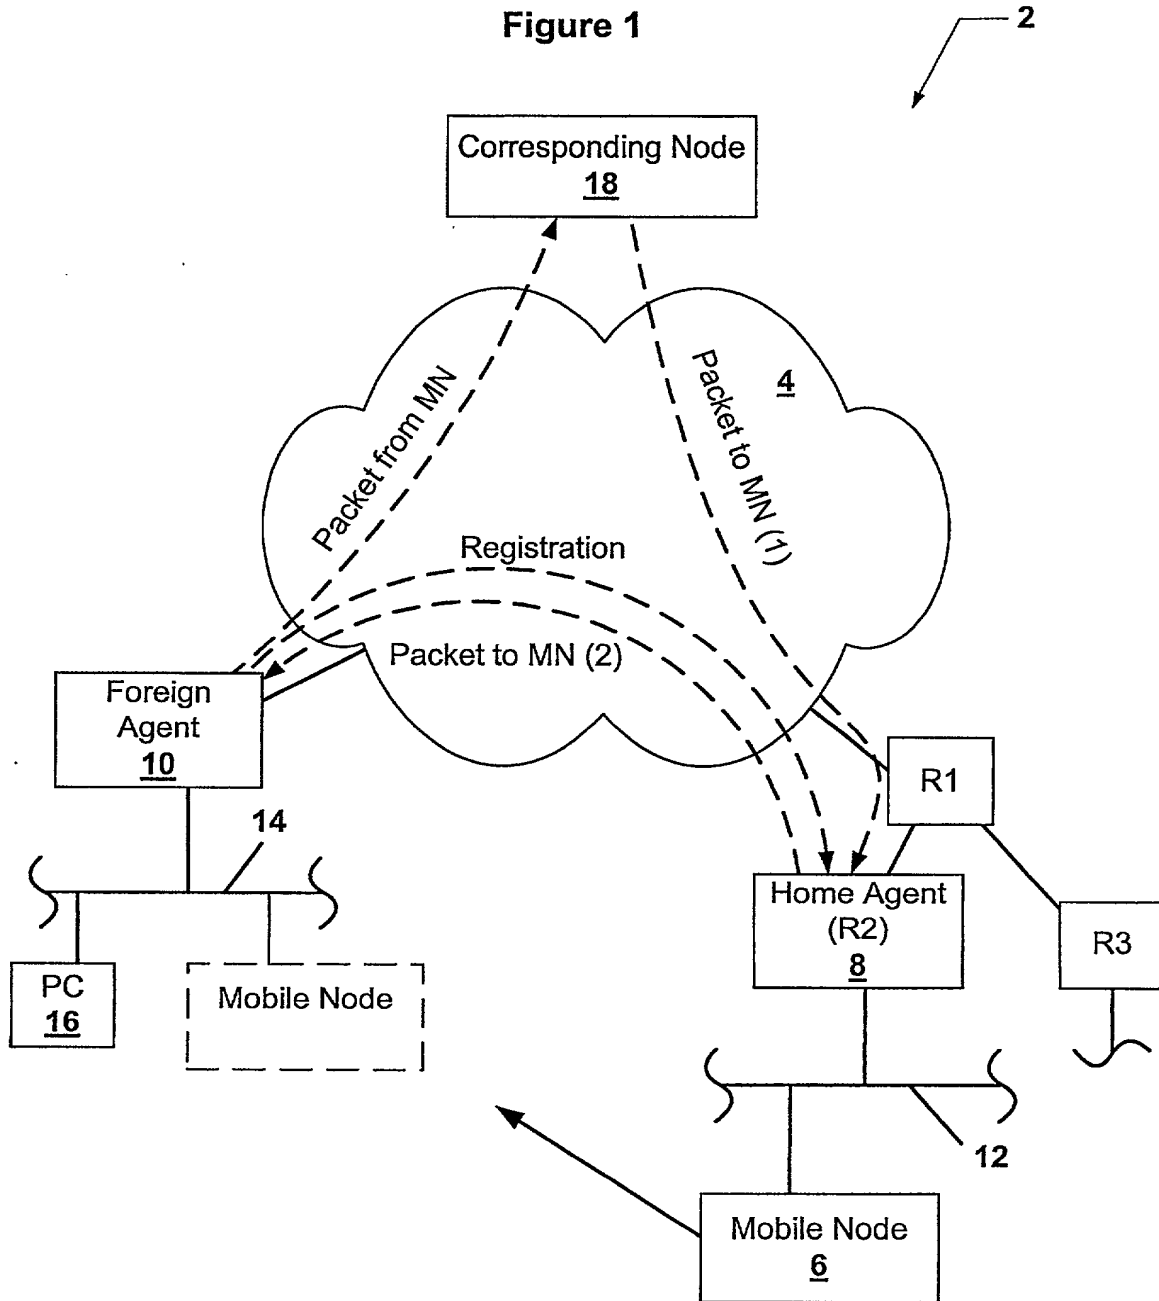 Figure 1
2
Corresponding Node
18
4
Packet from MN
Packet to MN (1)
Registration
Packet to MN (2)
Foreign
Agent
10
R1
14
Home Agent
(R2)
8
R3
PC
16
Mobile Node
12
Mobile Node
6